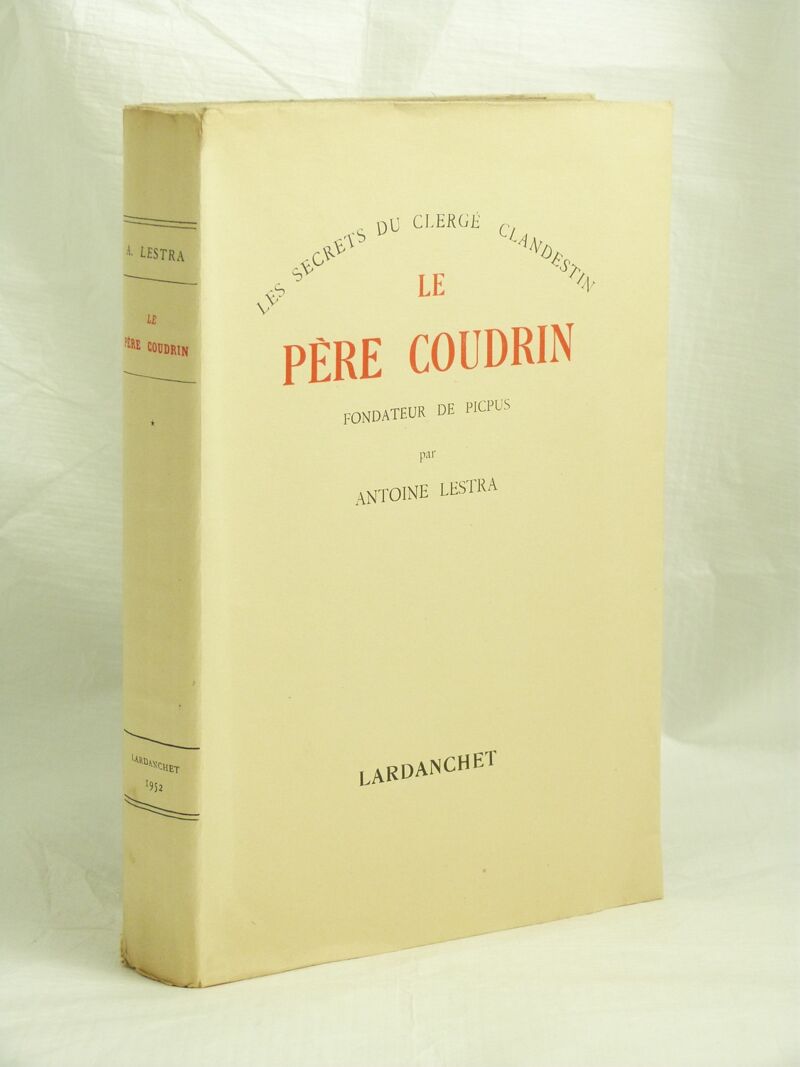 A. LESTRA
LE
PÈRE COUDRIN
*
LARDANCHET
1952
LES SECRETS DU CLERGÉ CLANDESTIN
LE
PÈRE COUDRIN
FONDATEUR DE PICPUS
par
ANTOINE LESTRA
LARDANCHET